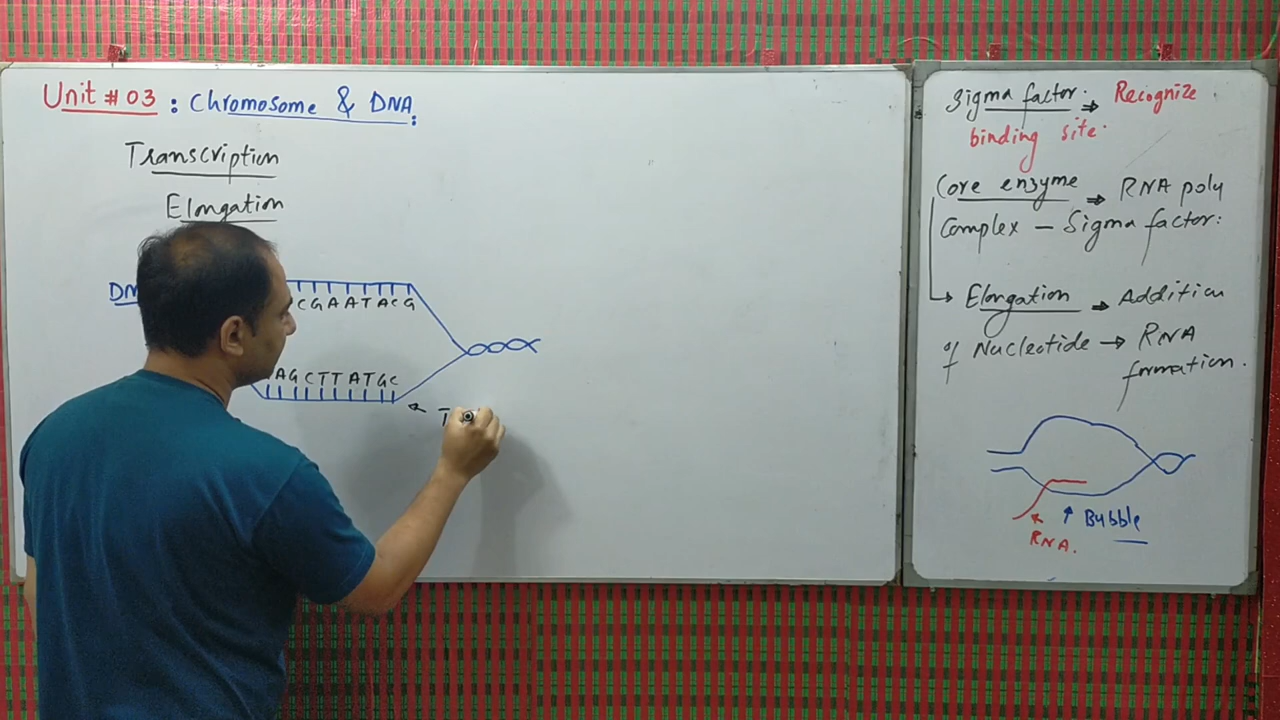 Unit # 03 : Chromosome & DNA:
Transcription
Elongation
CGAATACG
AGCTTATGC
Sigma factor. ⇒ Recognize
binding site.
Core enzyme ⇒ RNA poly
Complex – Sigma factor:
Elongation ⇒ Addition
of Nucleotide → RNA
formation.
Bubble
RNA.